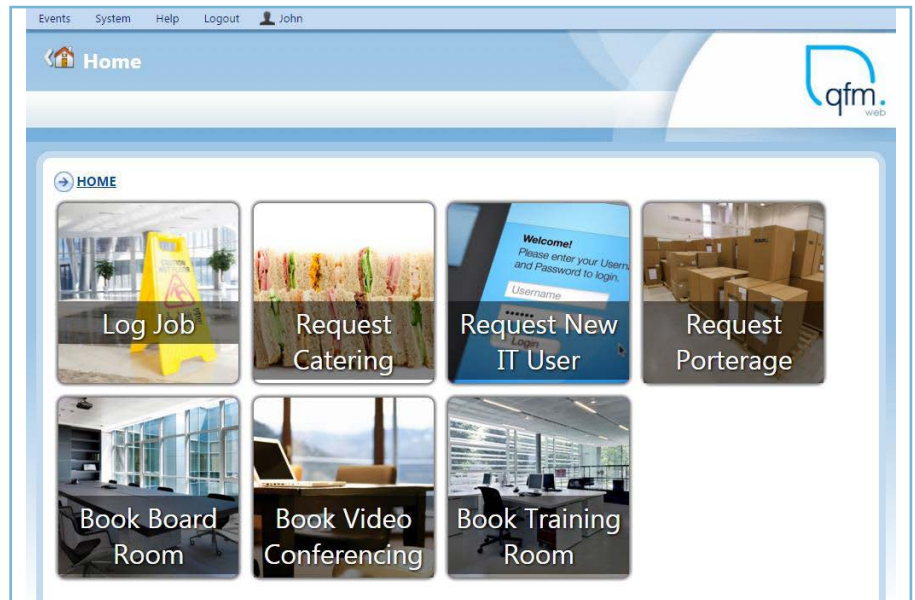 Events System Help Logout John
Home
qfm.
web
HOME
CAUTION
Log Job
Request
Catering
Welcome!
Please enter your Usern
and Password to login.
Username
Login
Request New
IT User
Request
Porterage
Book Board
Room
Book Video
Conferencing
Book Training
Room